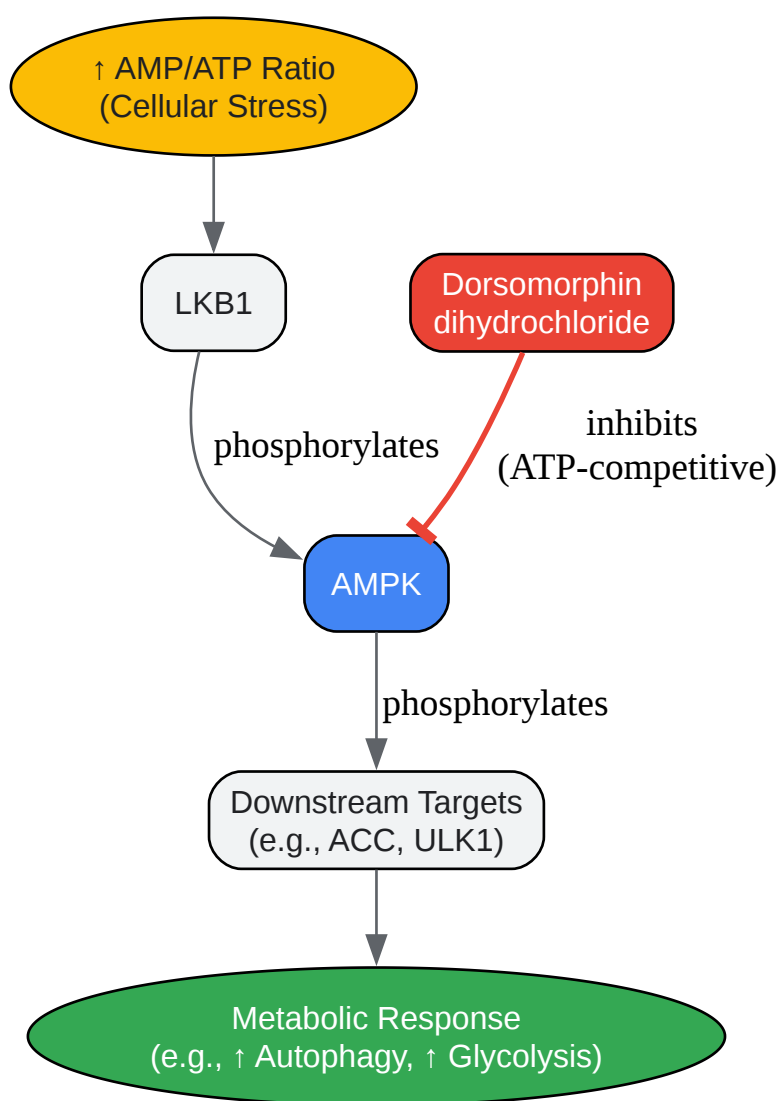 ↑ AMP/ATP Ratio
(Cellular Stress)
LKB1
Dorsomorphin
dihydrochloride
phosphorylates
inhibits
(ATP-competitive)
AMPK
phosphorylates
Downstream Targets
(e.g., ACC, ULK1)
Metabolic Response
(e.g., ↑ Autophagy, ↑ Glycolysis)